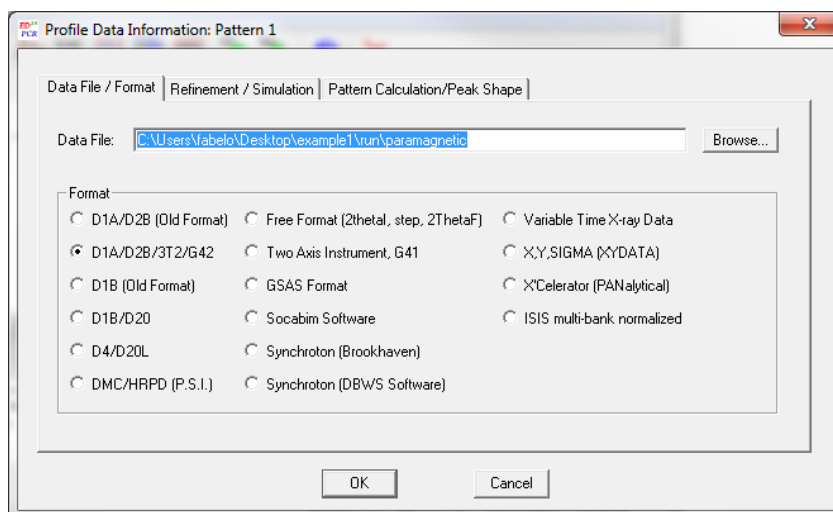 ED PCR Profile Data Information: Pattern 1
Data File / Format Refinement / Simulation Pattern Calculation/Peak Shape
Data File: C:\Users\fabelo\Desktop\example1\run\paramagnetic Browse...
Format
D1A/D2B (Old Format) Free Format (2thetaI, step, 2ThetaF) Variable Time X-ray Data
D1A/D2B/3T2/G42 Two Axis Instrument, G41 X,Y,SIGMA (XYDATA)
D1B (Old Format) GSAS Format X'Celerator (PANalytical)
D1B/D20 Socabim Software ISIS multi-bank normalized
D4/D20L Synchroton (Brookhaven)
DMC/HRPD (P.S.I.) Synchroton (DBWS Software)
OK Cancel